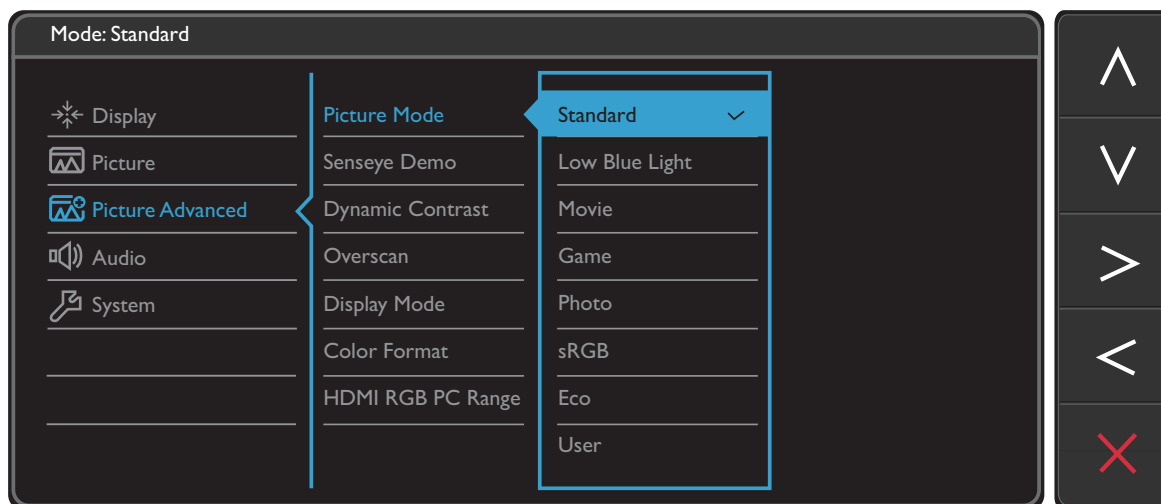 Mode: Standard
Display
Picture
Picture Advanced
Audio
System
Picture Mode
Senseye Demo
Dynamic Contrast
Overscan
Display Mode
Color Format
HDMI RGB PC Range
Standard
Low Blue Light
Movie
Game
Photo
sRGB
Eco
User